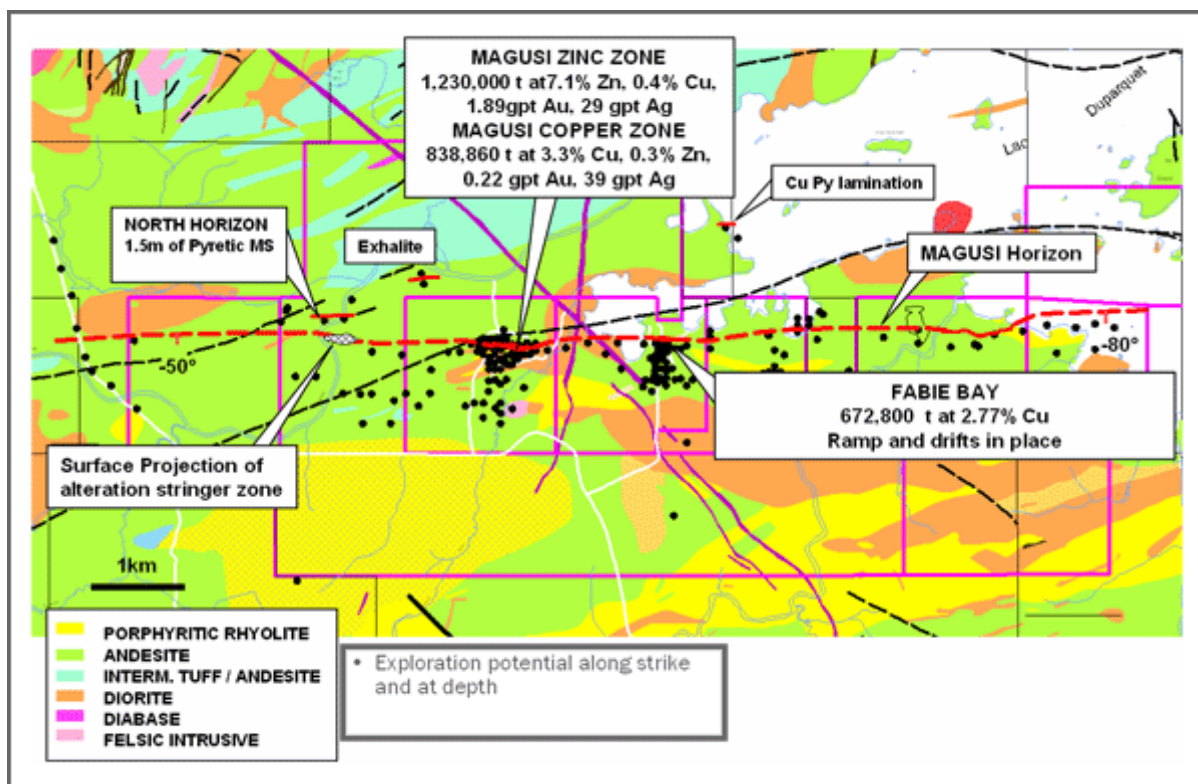 MAGUSI ZINC ZONE
1,230,000 t at7.1% Zn, 0.4% Cu,
1.89gpt Au, 29 gpt Ag
MAGUSI COPPER ZONE
838,860 t at 3.3% Cu, 0.3% Zn,
0.22 gpt Au, 39 gpt Ag
Duparquat
Lac
Cu Py lamination
NORTH HORIZON
1.5m of Pyretic MS
Exhalite
MAGUSI Horizon
-50°
-80°
FABIE BAY
672,800 t at 2.77% Cu
Ramp and drifts in place
Surface Projection of
alteration stringer zone
1km
PORPHYRITIC RHYOLITE
ANDESITE
INTERM. TUFF / ANDESITE
DIORITE
DIABASE
FELSIC INTRUSIVE
• Exploration potential along strike
and at depth